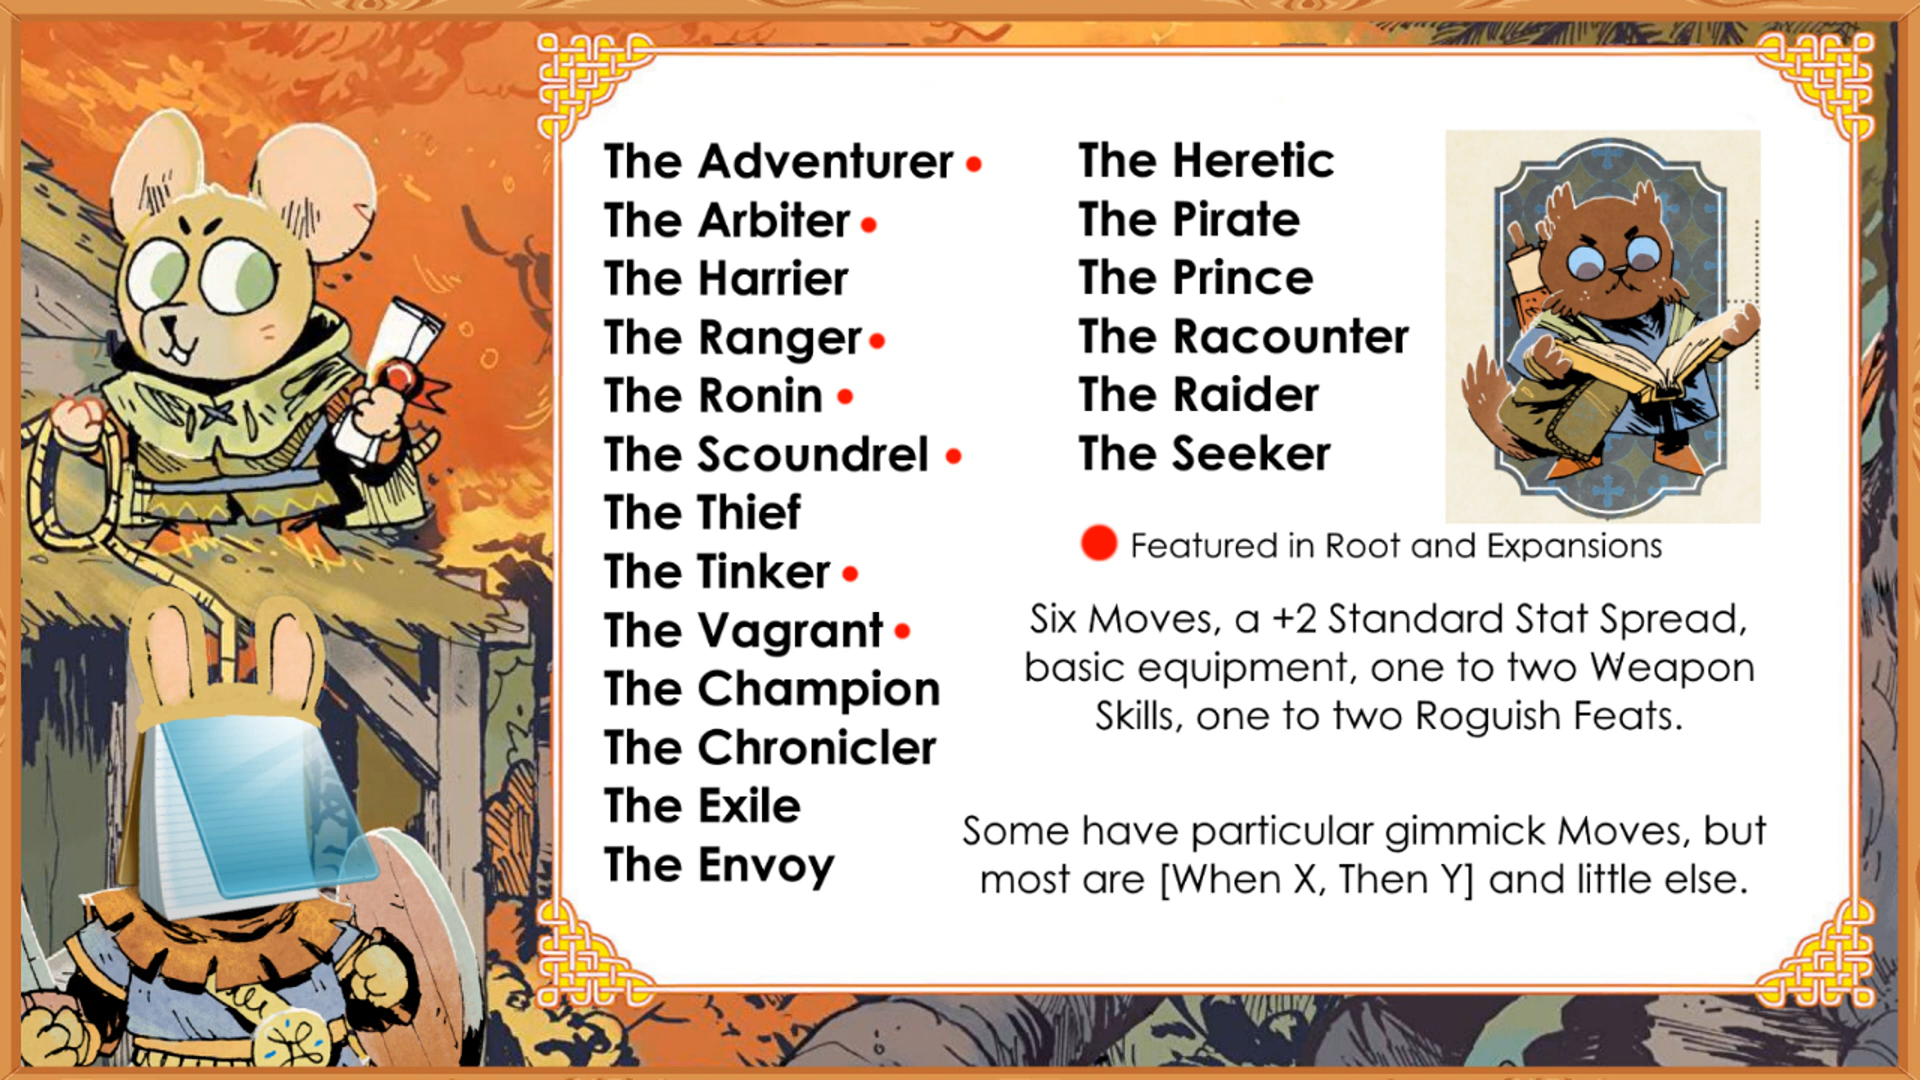 The Adventurer
The Arbiter
The Harrier
The Ranger
The Ronin
The Scoundrel
The Thief
The Tinker
The Vagrant
The Champion
The Chronicler
The Exile
The Envoy
The Heretic
The Pirate
The Prince
The Racounter
The Raider
The Seeker
Featured in Root and Expansions
Six Moves, a +2 Standard Stat Spread,
basic equipment, one to two Weapon
Skills, one to two Roguish Feats.
Some have particular gimmick Moves, but
most are [When X, Then Y] and little else.